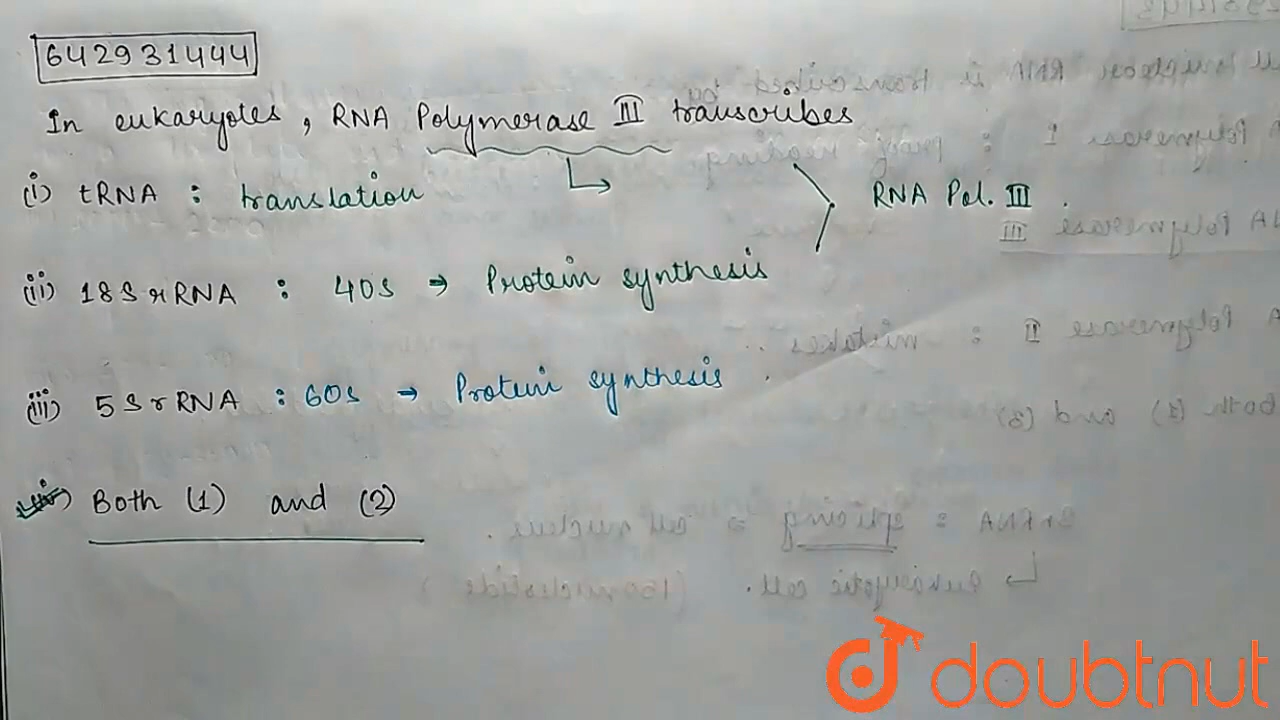 642931444
In eukaryotes, RNA Polymerase III transcribes
(i) tRNA : translation
RNA Pol. III.
(ii) 18S rRNA : 40S → Protein synthesis
(iii) 5S rRNA : 60S → Protein synthesis.
Both (1) and (2)
doubtnut